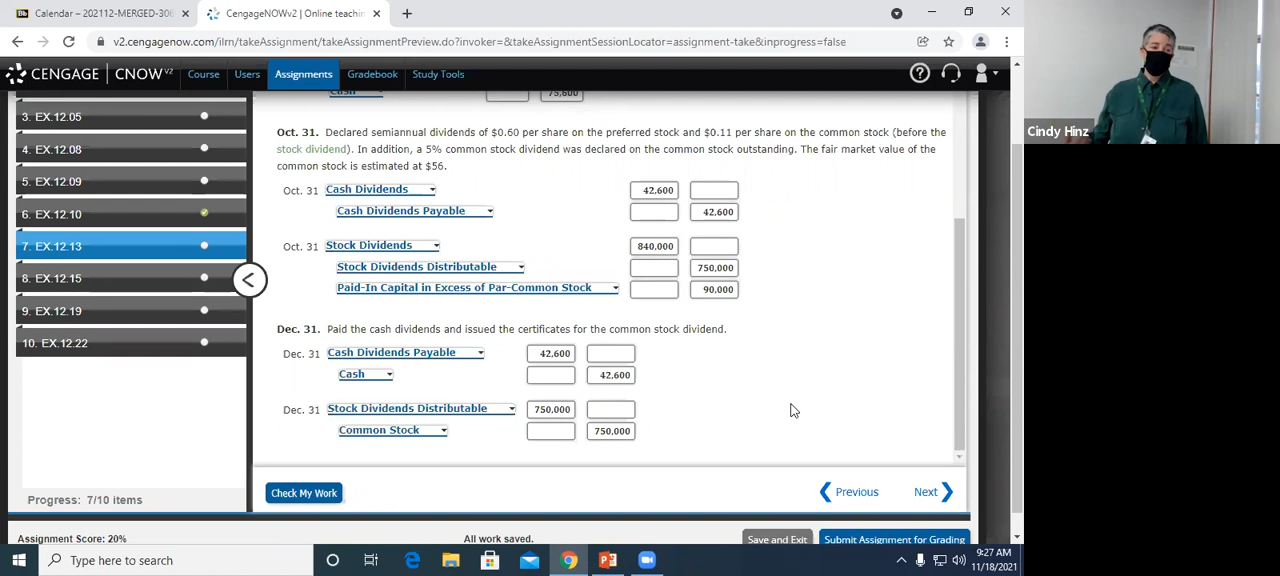 Calendar – 202112-MERGED-306
CengageNOWv2 | Online teachin
v2.cengagenow.com/ilrn/takeAssignment/takeAssignmentPreview.do?invoker=&takeAssignmentSessionLocator=assignment-take&inprogress=false
CENGAGE CNOWv2 Course Users Assignments Gradebook Study Tools
Cash 75,600
3. EX.12.05
4. EX.12.08
5. EX.12.09
6. EX.12.10
7. EX.12.13
8. EX.12.15
9. EX.12.19
10. EX.12.22
Progress: 7/10 items
Oct. 31. Declared semiannual dividends of $0.60 per share on the preferred stock and $0.11 per share on the common stock (before the
stock dividend). In addition, a 5% common stock dividend was declared on the common stock outstanding. The fair market value of the
common stock is estimated at $56.
Oct. 31 Cash Dividends 42,600
Cash Dividends Payable 42,600
Oct. 31 Stock Dividends 840,000
Stock Dividends Distributable 750,000
Paid-In Capital in Excess of Par-Common Stock 90,000
Dec. 31. Paid the cash dividends and issued the certificates for the common stock dividend.
Dec. 31 Cash Dividends Payable 42,600
Cash 42,600
Dec. 31 Stock Dividends Distributable 750,000
Common Stock 750,000
Check My Work
Previous Next
Assignment Score: 20% All work saved. Save and Exit Submit Assignment for Grading
Type here to search
9:27 AM
11/18/2021
Cindy Hinz